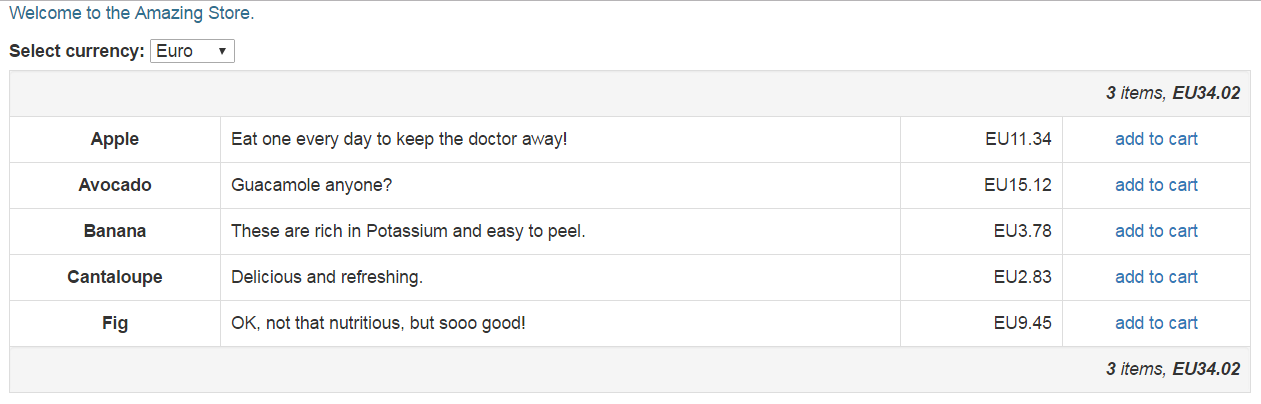 Welcome to the Amazing Store.
Select currency: Euro
3 items, EU34.02
Apple Eat one every day to keep the doctor away! EU11.34 add to cart
Avocado Guacamole anyone? EU15.12 add to cart
Banana These are rich in Potassium and easy to peel. EU3.78 add to cart
Cantaloupe Delicious and refreshing. EU2.83 add to cart
Fig OK, not that nutritious, but sooo good! EU9.45 add to cart
3 items, EU34.02